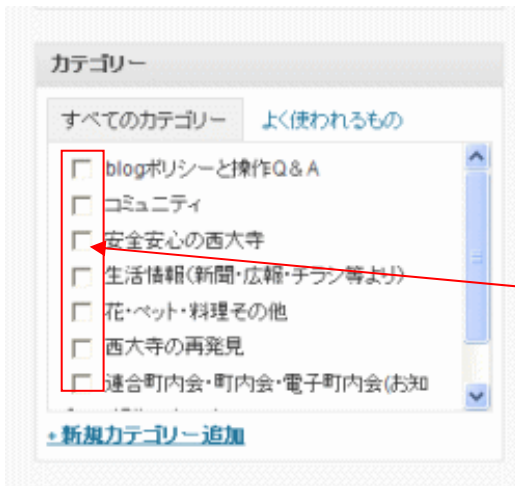 カテゴリー
すべてのカテゴリー よく使われるもの
blogポリシーと操作Q&A
コミュニティ
安全安心の西大寺
生活情報(新聞・広報・チラシ等より)
花・ペット・料理その他
西大寺の再発見
連合町内会・町内会・電子町内会(お知
+新規カテゴリー追加